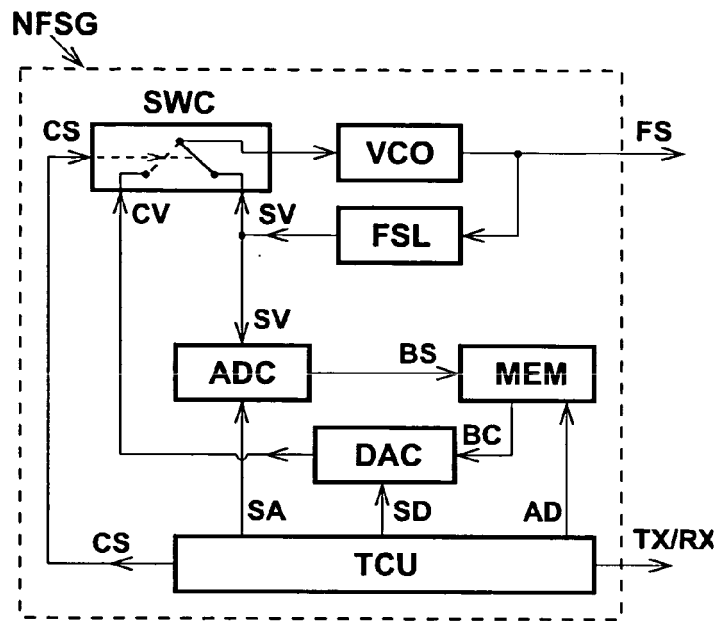 NFSG
SWC
CS
VCO
FS
CV
SV
FSL
SV
ADC
BS
MEM
BC
DAC
SA
SD
AD
CS
TCU
TX/RX